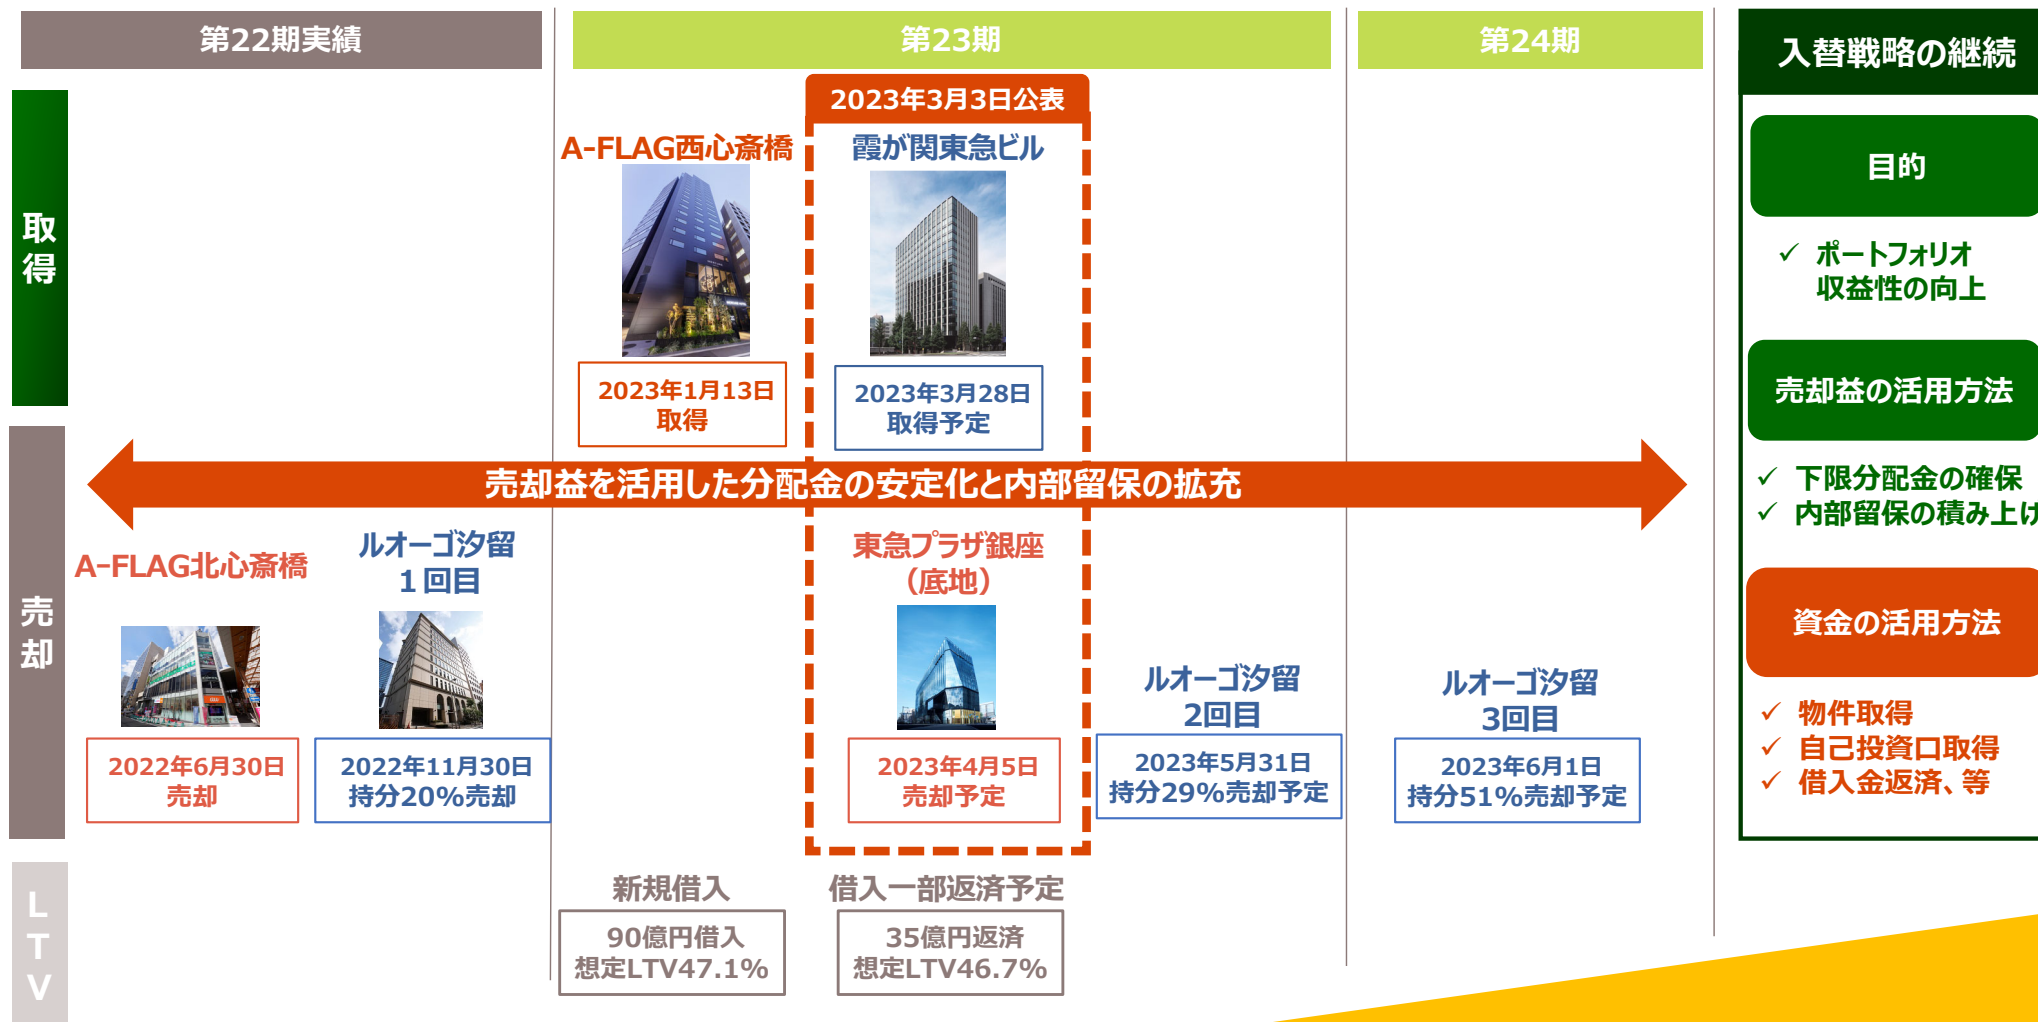 第22期実績
第23期
第24期
入替戦略の継続
2023年3月3日公表
取
得
A-FLAG西心斎橋
霞が関東急ビル
2023年1月13日
取得
2023年3月28日
取得予定
売却益を活用した分配金の安定化と内部留保の拡充
売
却
A-FLAG北心斎橋
ルオーゴ汐留
1回目
東急プラザ銀座
（底地）
ルオーゴ汐留
2回目
ルオーゴ汐留
3回目
2022年6月30日
売却
2022年11月30日
持分20%売却
2023年4月5日
売却予定
2023年5月31日
持分29%売却予定
2023年6月1日
持分51%売却予定
L
T
V
新規借入
90億円借入
想定LTV47.1%
借入一部返済予定
35億円返済
想定LTV46.7%
目的
✓ ポートフォリオ
収益性の向上
売却益の活用方法
✓ 下限分配金の確保
✓ 内部留保の積み上げ
資金の活用方法
✓ 物件取得
✓ 自己投資口取得
✓ 借入金返済、等